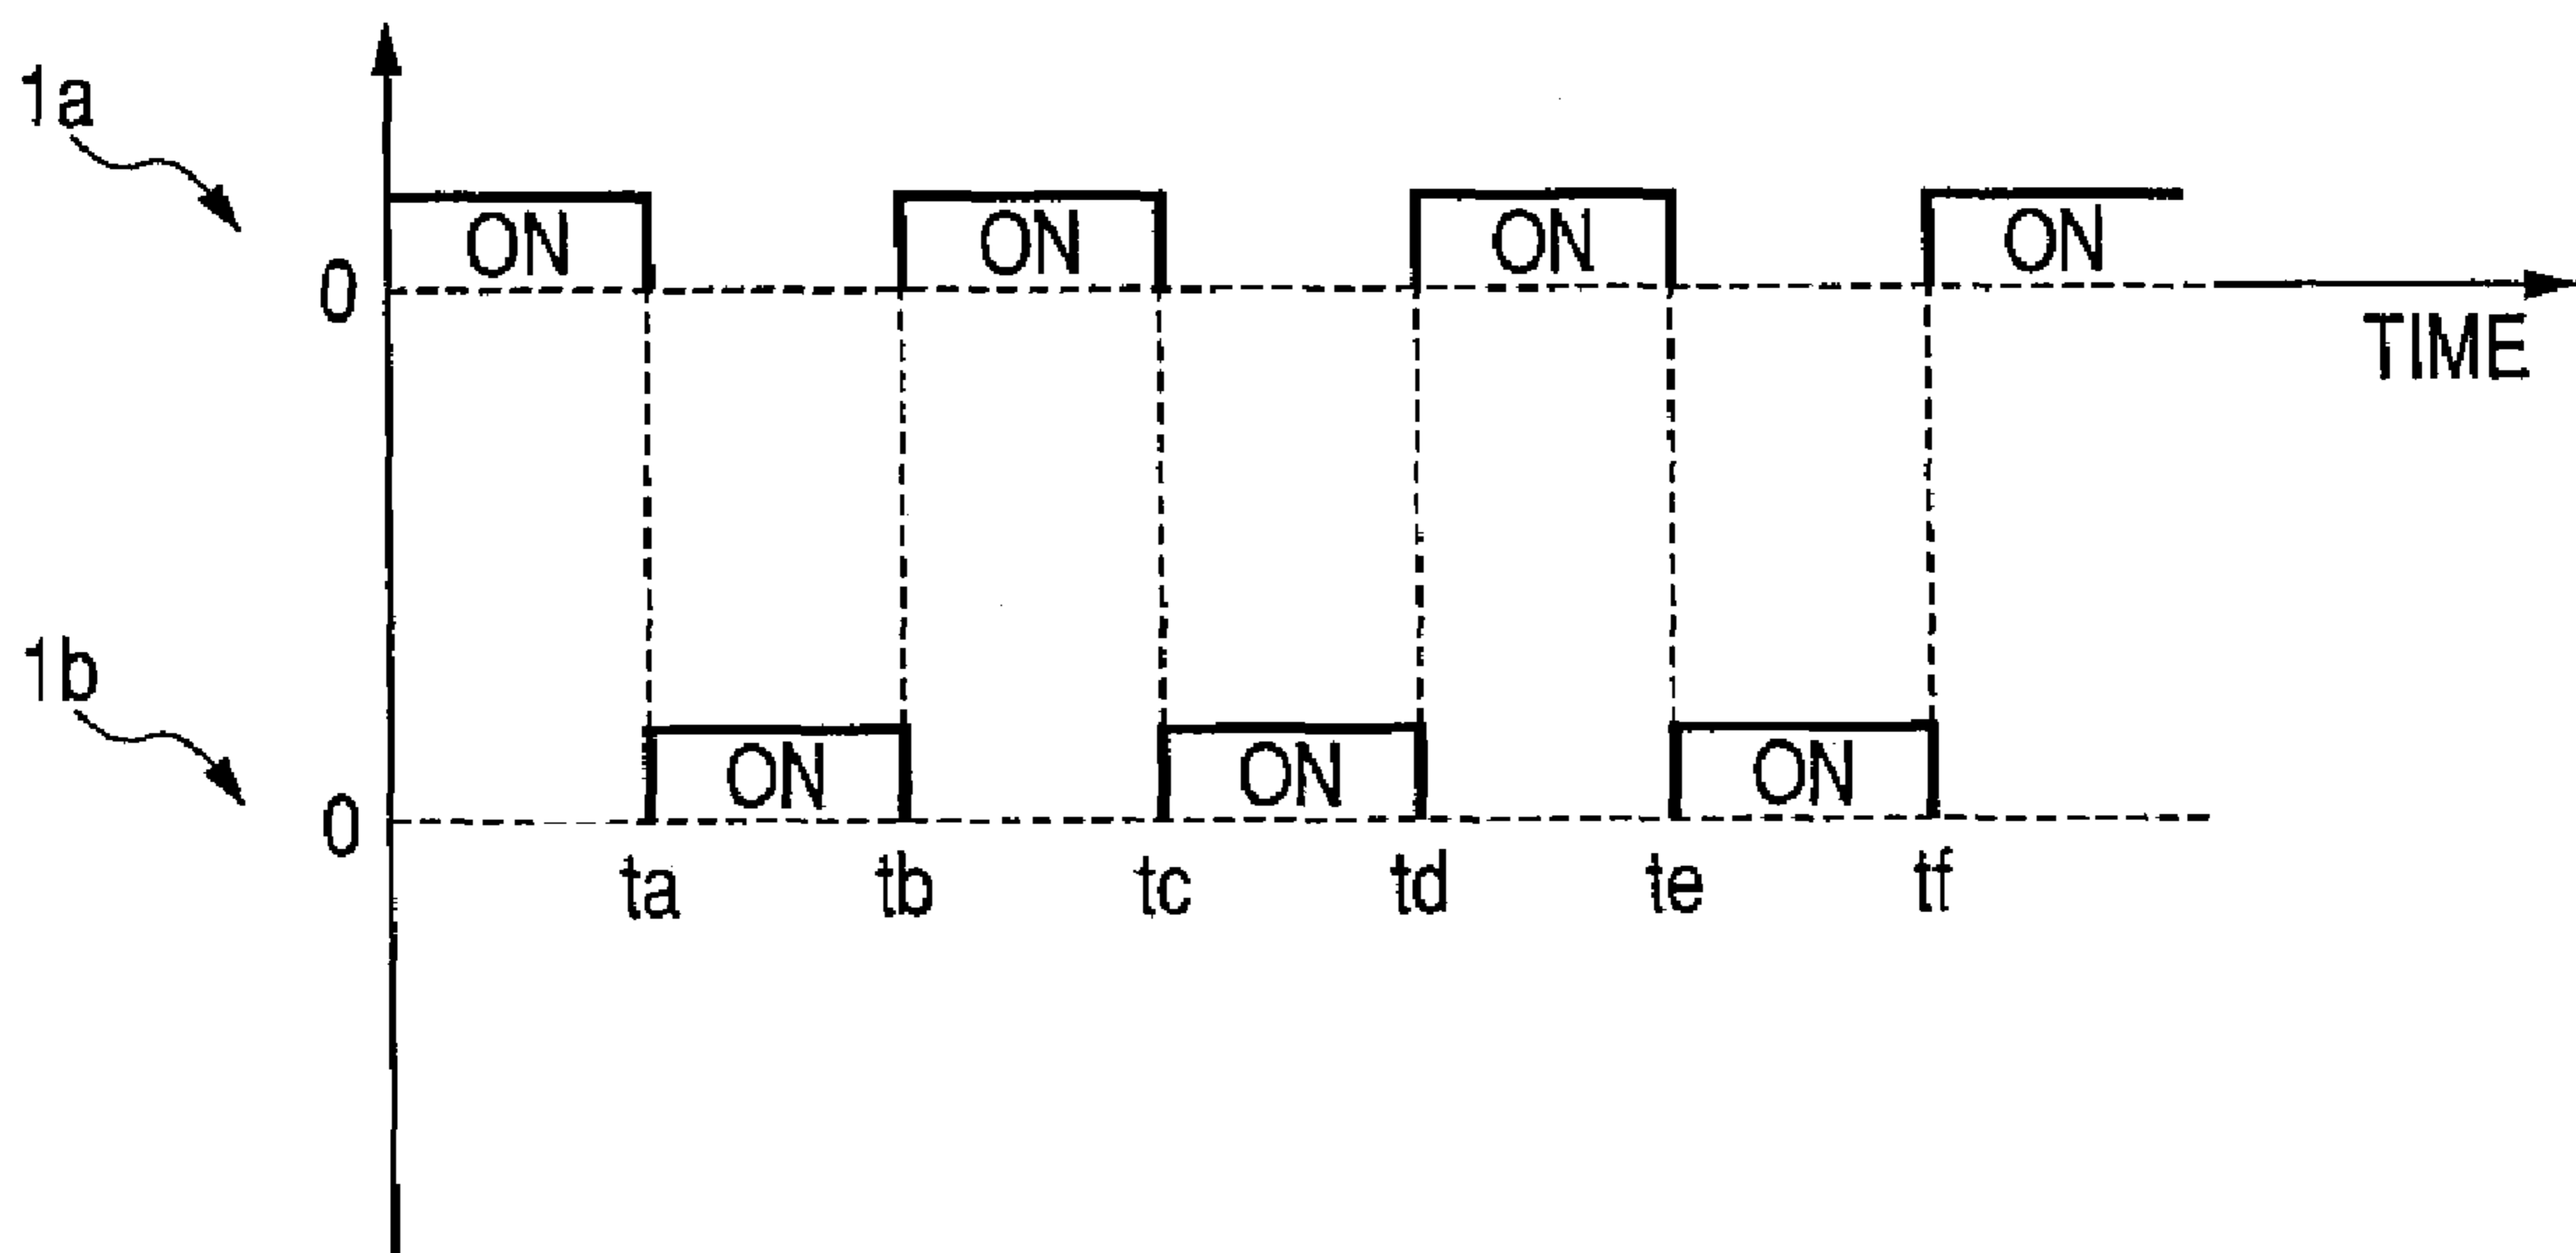 1a
ON ON ON ON
0
TIME
1b
ON ON ON
0
ta tb tc td te tf